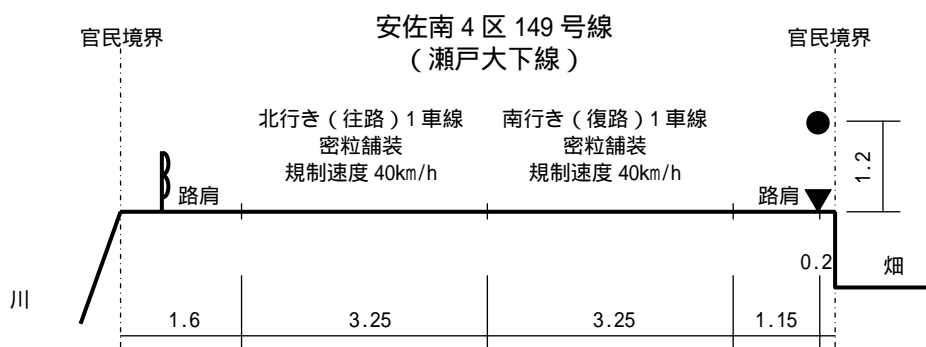 安佐南４区 149 号線
（瀬戸大下線）
官民境界
官民境界
北行き（往路）１車線
密粒舗装
規制速度 40km/h
南行き（復路）１車線
密粒舗装
規制速度 40km/h
路肩
路肩
1.2
0.2
畑
川
1.6
3.25
3.25
1.15